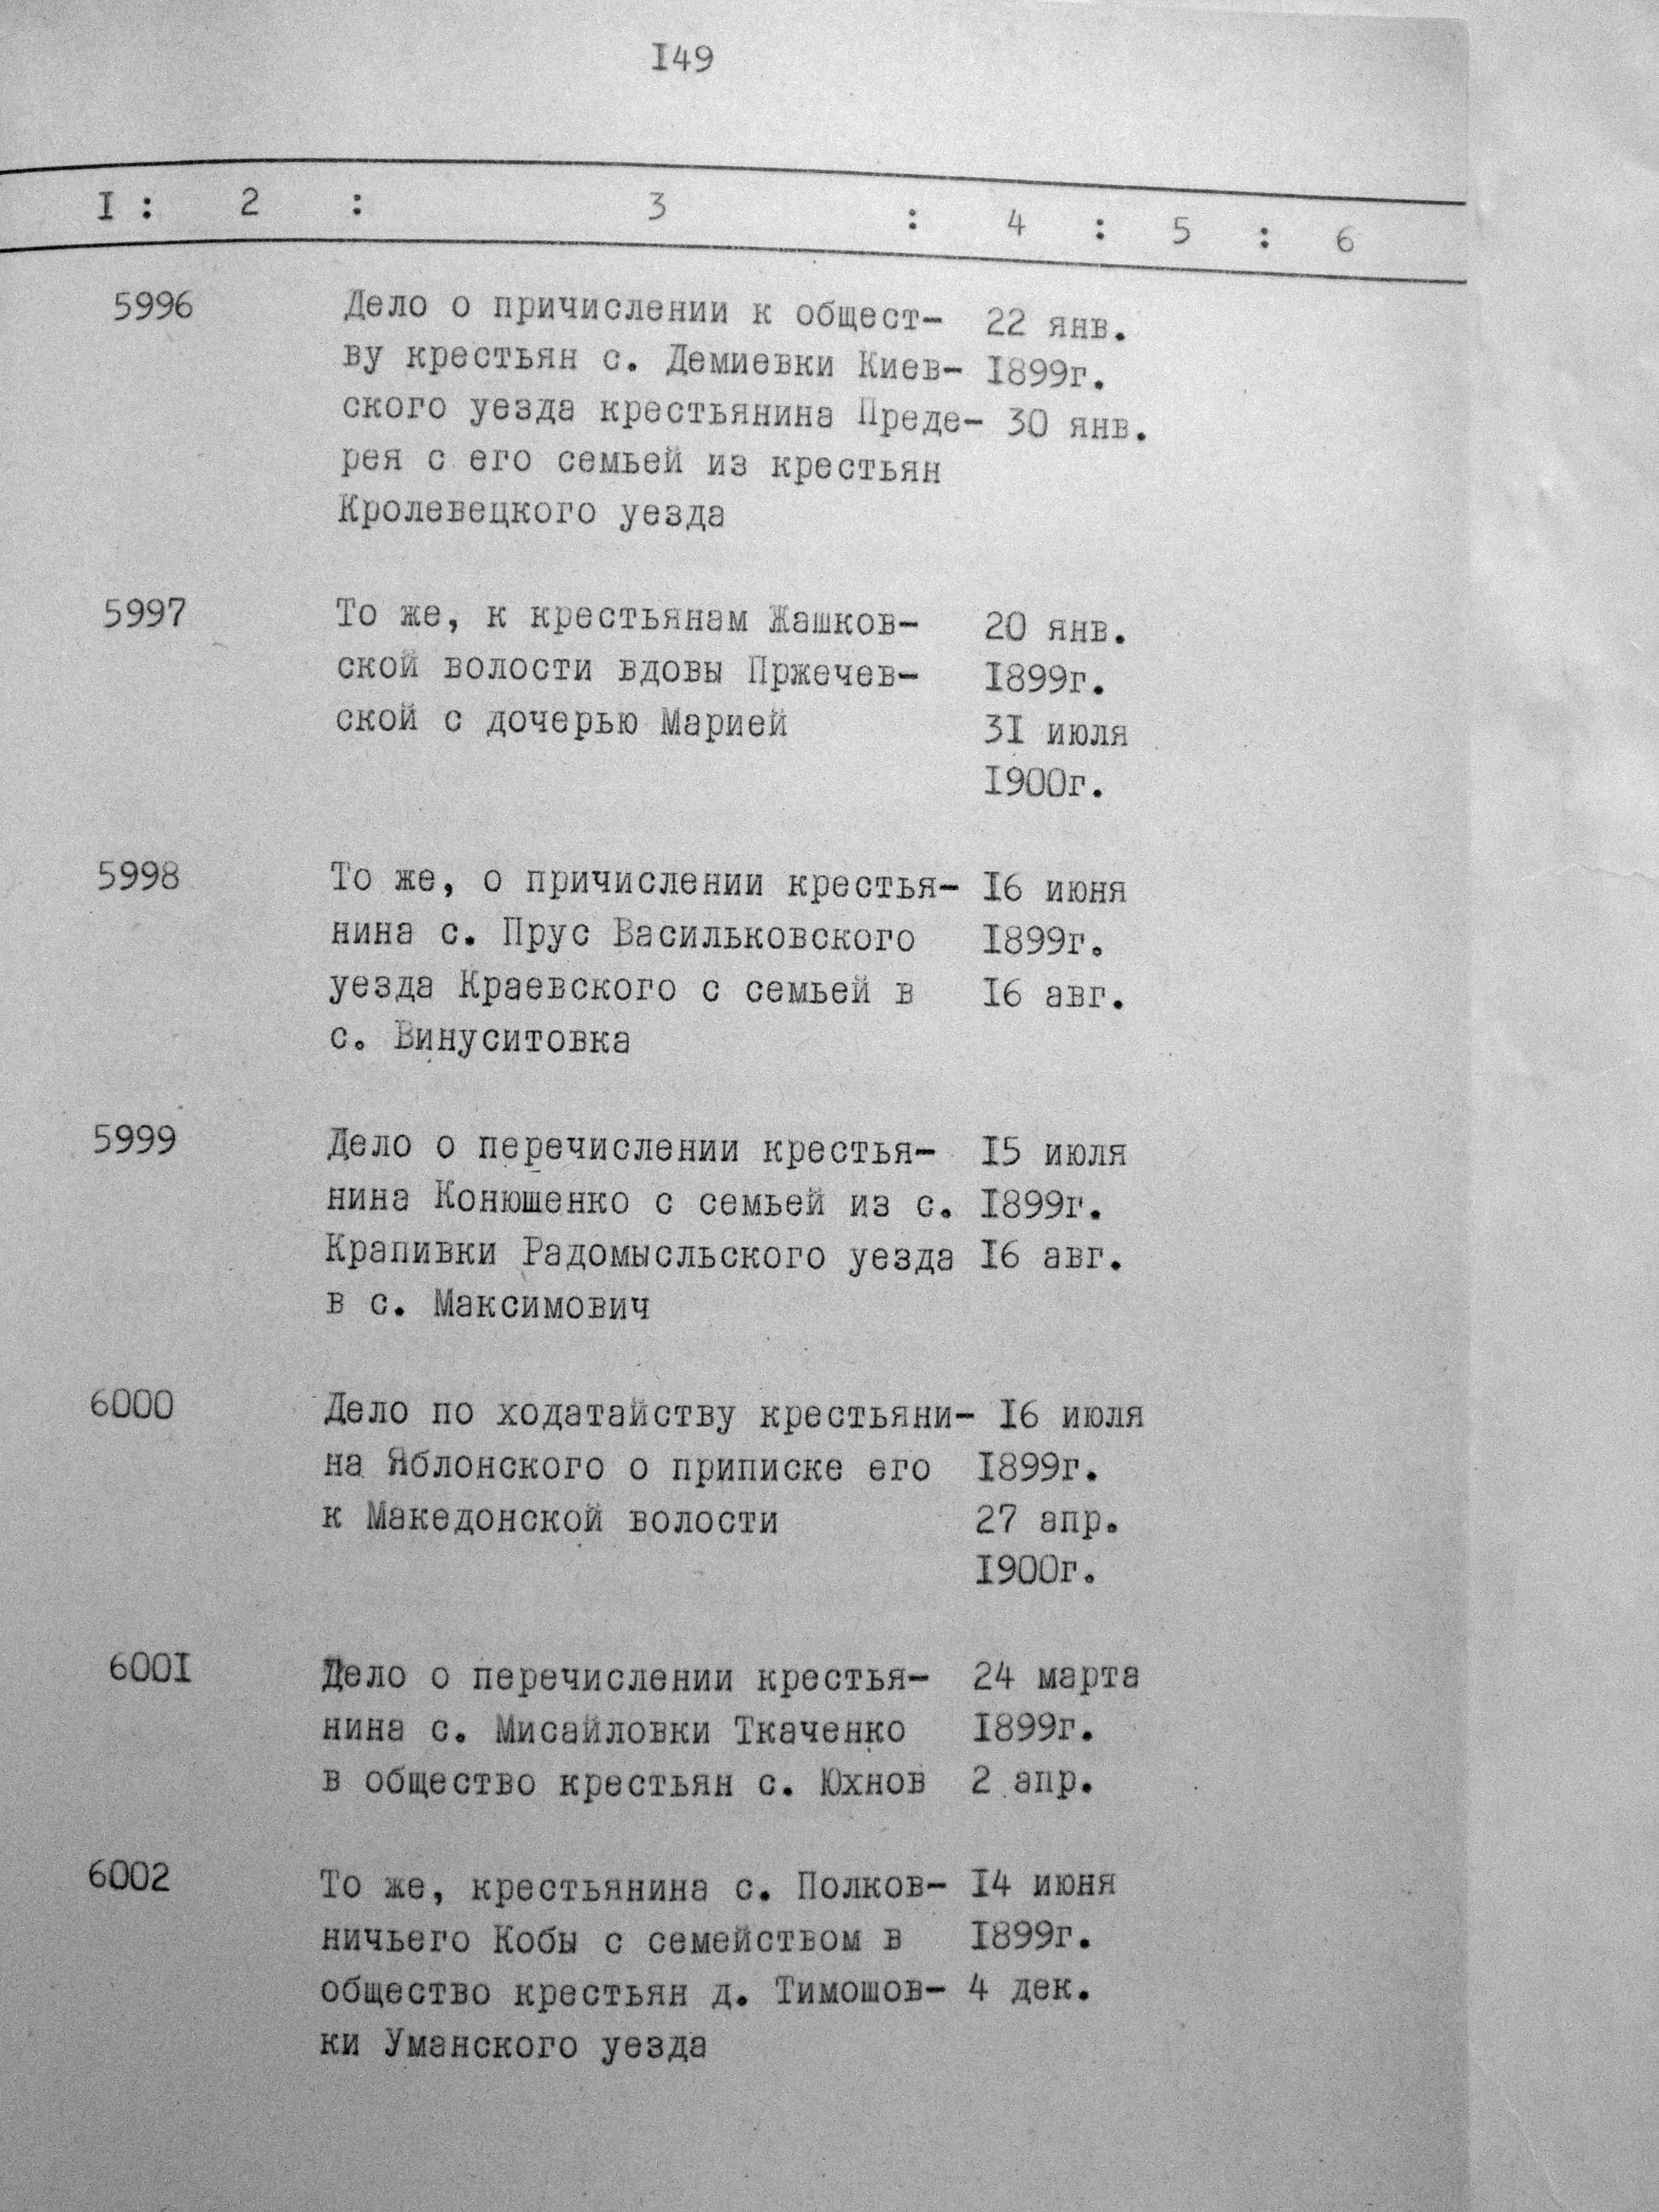 I49
I : 2 : 3 : 4 : 5 : 6
5996 Дело о причислении к общест- 22 янв.
ву крестьян с. Демиевки Киев- I899г.
ского уезда крестьянина Преде- 30 янв.
рея с его семьей из крестьян
Кролевецкого уезда
5997 То же, к крестьянам Жашков- 20 янв.
ской волости вдовы Пржечев- I899г.
ской с дочерью Марией 3I июля
I900г.
5998 То же, о причислении крестья- I6 июня
нина с. Прус Васильковского I899г.
уезда Краевского с семьей в I6 авг.
с. Винуситовка
5999 Дело о перечислении крестья- I5 июля
нина Конюшенко с семьей из с. I899г.
Крапивки Радомысльского уезда I6 авг.
в с. Максимович
6000 Дело по ходатайству крестьяни- I6 июля
на Яблонского о приписке его I899г.
к Македонской волости 27 апр.
I900г.
600I Дело о перечислении крестья- 24 марта
нина с. Мисайловки Ткаченко I899г.
в общество крестьян с. Юхнов 2 апр.
6002 То же, крестьянина с. Полков- I4 июня
ничьего Кобы с семейством в I899г.
общество крестьян д. Тимошов- 4 дек.
ки Уманского уезда